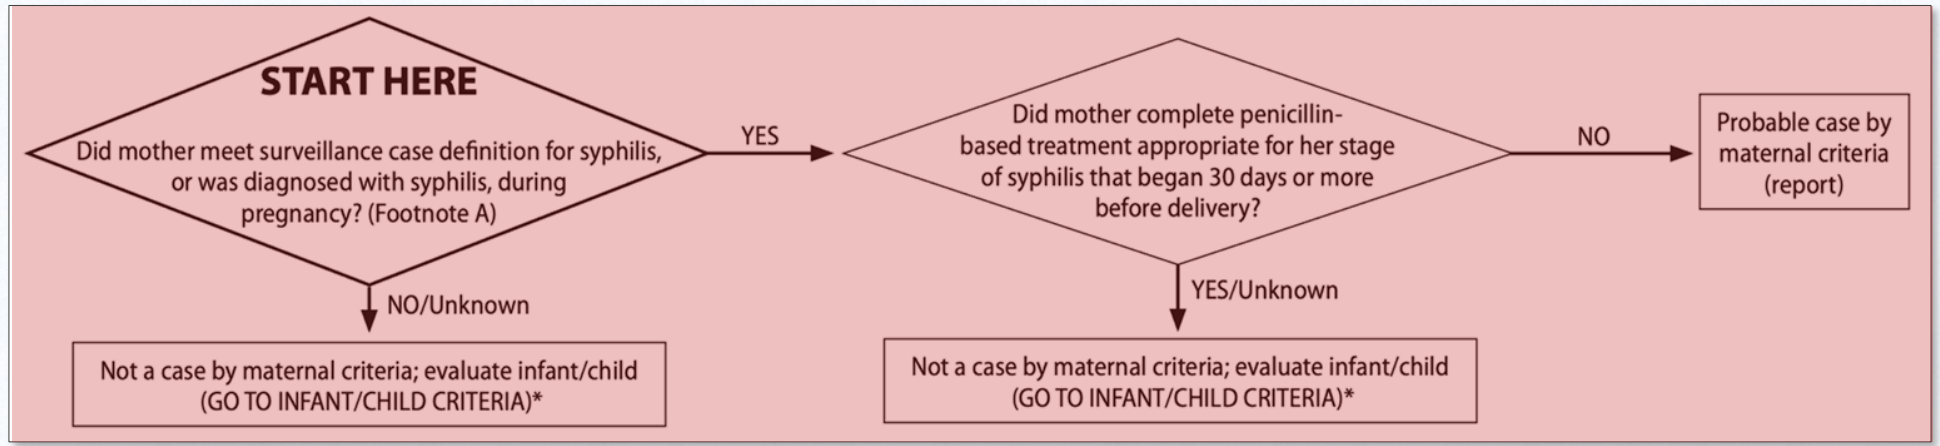 START HERE
Did mother meet surveillance case definition for syphilis,
or was diagnosed with syphilis, during
pregnancy? (Footnote A)
YES
Did mother complete penicillin-
based treatment appropriate for her stage
of syphilis that began 30 days or more
before delivery?
NO
Probable case by
maternal criteria
(report)
NO/Unknown
Not a case by maternal criteria; evaluate infant/child
(GO TO INFANT/CHILD CRITERIA)*
YES/Unknown
Not a case by maternal criteria; evaluate infant/child
(GO TO INFANT/CHILD CRITERIA)*